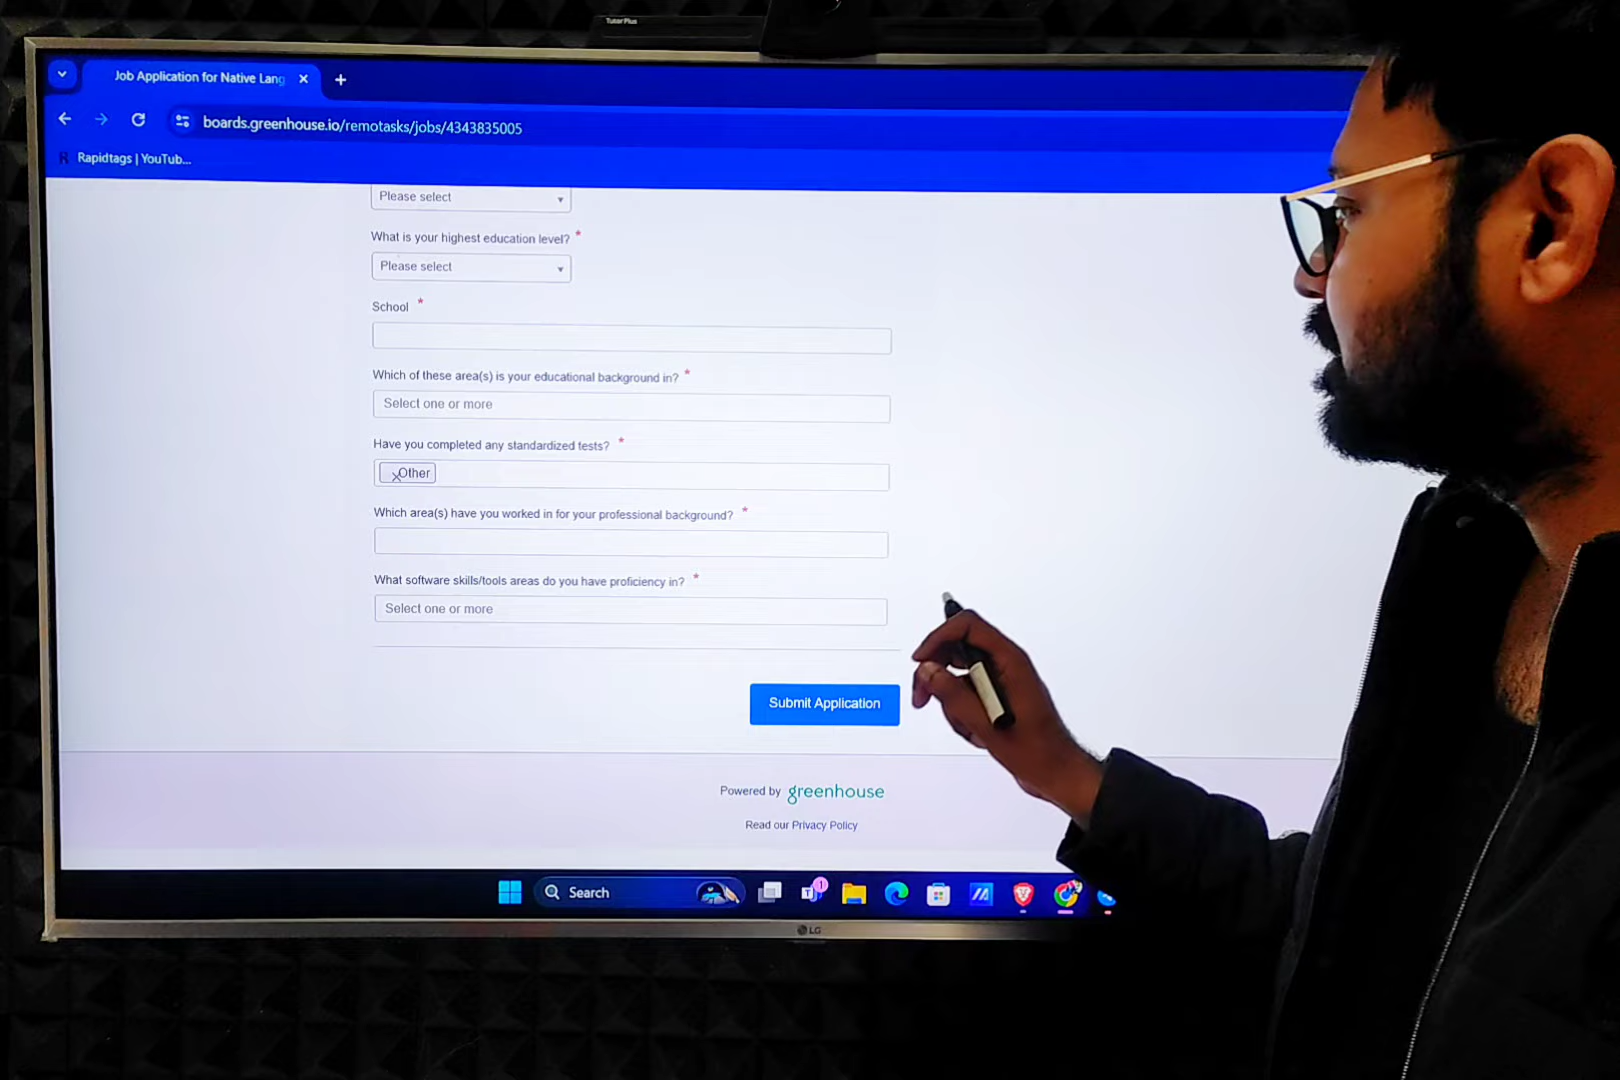 Tutor Plus
Job Application for Native Lang
boards.greenhouse.io/remotasks/jobs/4343835005
R Rapidtags | YouTub...
Please select
What is your highest education level? *
Please select
School *
Which of these area(s) is your educational background in? *
Select one or more
Have you completed any standardized tests? *
Other
Which area(s) have you worked in for your professional background? *
What software skills/tools areas do you have proficiency in? *
Select one or more
Submit Application
Powered by greenhouse
Read our Privacy Policy
Search
1
LG